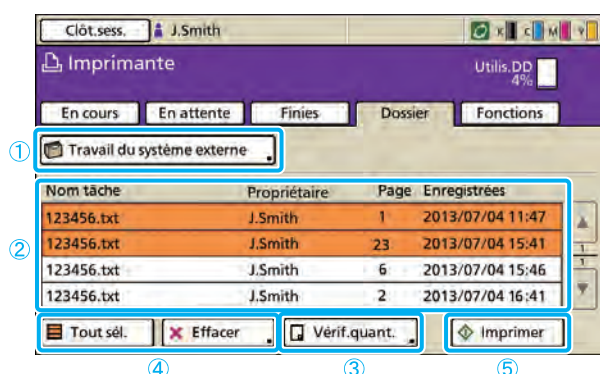 Clôt.sess. J.Smith K C M Y
Imprimante Utilis.DD
4%
En cours En attente Finies Dossier Fonctions
① Travail du système externe
Nom tâche Propriétaire Page Enregistrées
123456.txt J.Smith 1 2013/07/04 11:47
② 123456.txt J.Smith 23 2013/07/04 15:41
123456.txt J.Smith 6 2013/07/04 15:46
123456.txt J.Smith 2 2013/07/04 16:41
1
1
Tout sél. Effacer Vérif.quant. Imprimer
④ ③ ⑤